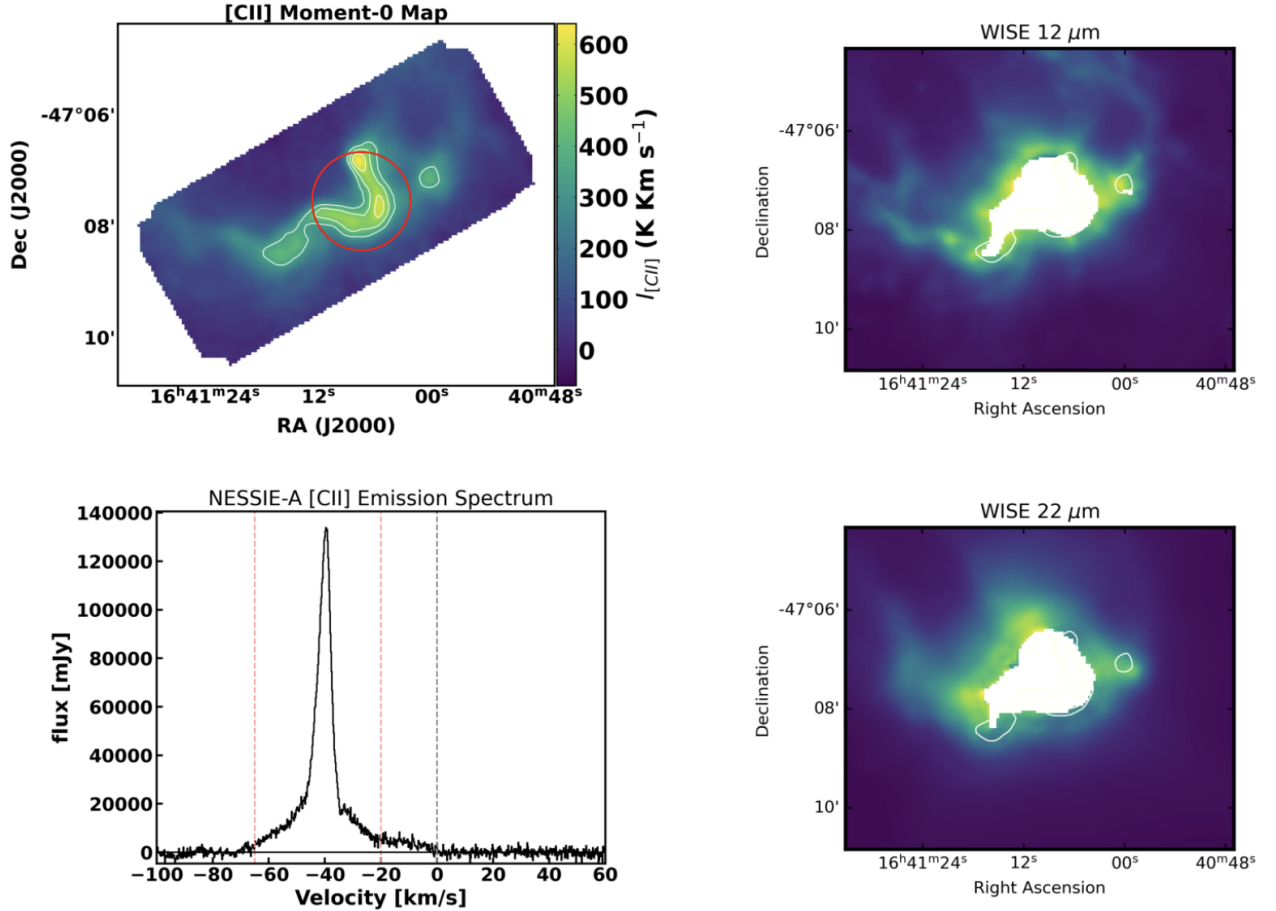 [CII] Moment-0 Map
Dec (J2000)
-47°06'
08'
10'
16ʰ41ᵐ24ˢ 12ˢ 00ˢ 40ᵐ48ˢ
RA (J2000)
600
500
400
300
200
100
0
I[CII] (K Km s⁻¹)
WISE 12 μm
Declination
-47°06'
08'
10'
16ʰ41ᵐ24ˢ 12ˢ 00ˢ 40ᵐ48ˢ
Right Ascension
NESSIE-A [CII] Emission Spectrum
flux [mJy]
140000
120000
100000
80000
60000
40000
20000
0
−100 −80 −60 −40 −20 0 20 40 60
Velocity [km/s]
WISE 22 μm
Declination
-47°06'
08'
10'
16ʰ41ᵐ24ˢ 12ˢ 00ˢ 40ᵐ48ˢ
Right Ascension